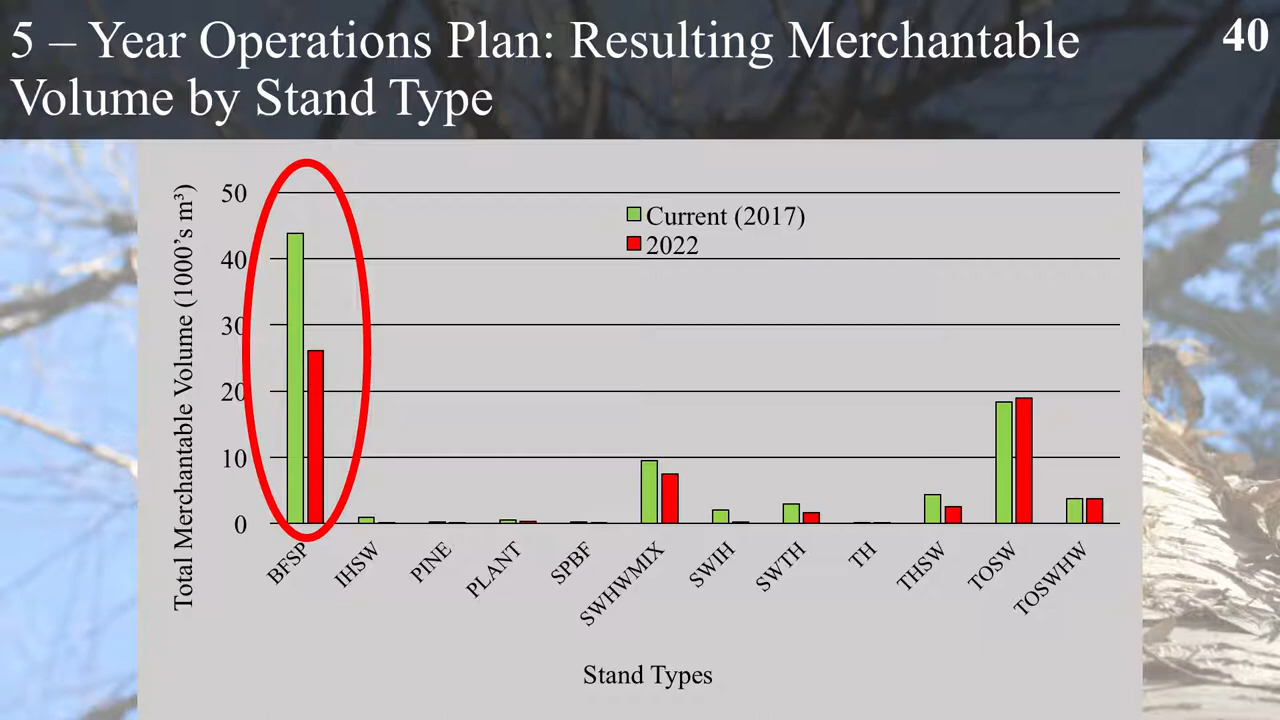 5 – Year Operations Plan: Resulting Merchantable
Volume by Stand Type
40
Total Merchantable Volume (1000's m³)
50
40
30
20
10
0
Current (2017)
2022
BFSP
IHSW
PINE
PLANT
SPBF
SWHWMIX
SWIH
SWTH
TH
THSW
TOSW
TOSWHW
Stand Types